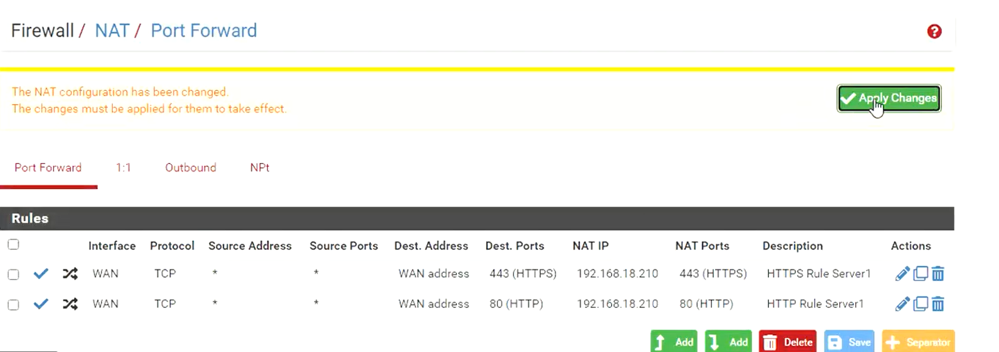 Firewall / NAT / Port Forward
The NAT configuration has been changed.
The changes must be applied for them to take effect.
Apply Changes
Port Forward 1:1 Outbound NPt
Rules
Interface Protocol Source Address Source Ports Dest. Address Dest. Ports NAT IP NAT Ports Description Actions
WAN TCP * * WAN address 443 (HTTPS) 192.168.18.210 443 (HTTPS) HTTPS Rule Server1
WAN TCP * * WAN address 80 (HTTP) 192.168.18.210 80 (HTTP) HTTP Rule Server1
Add Add Delete Save Separator